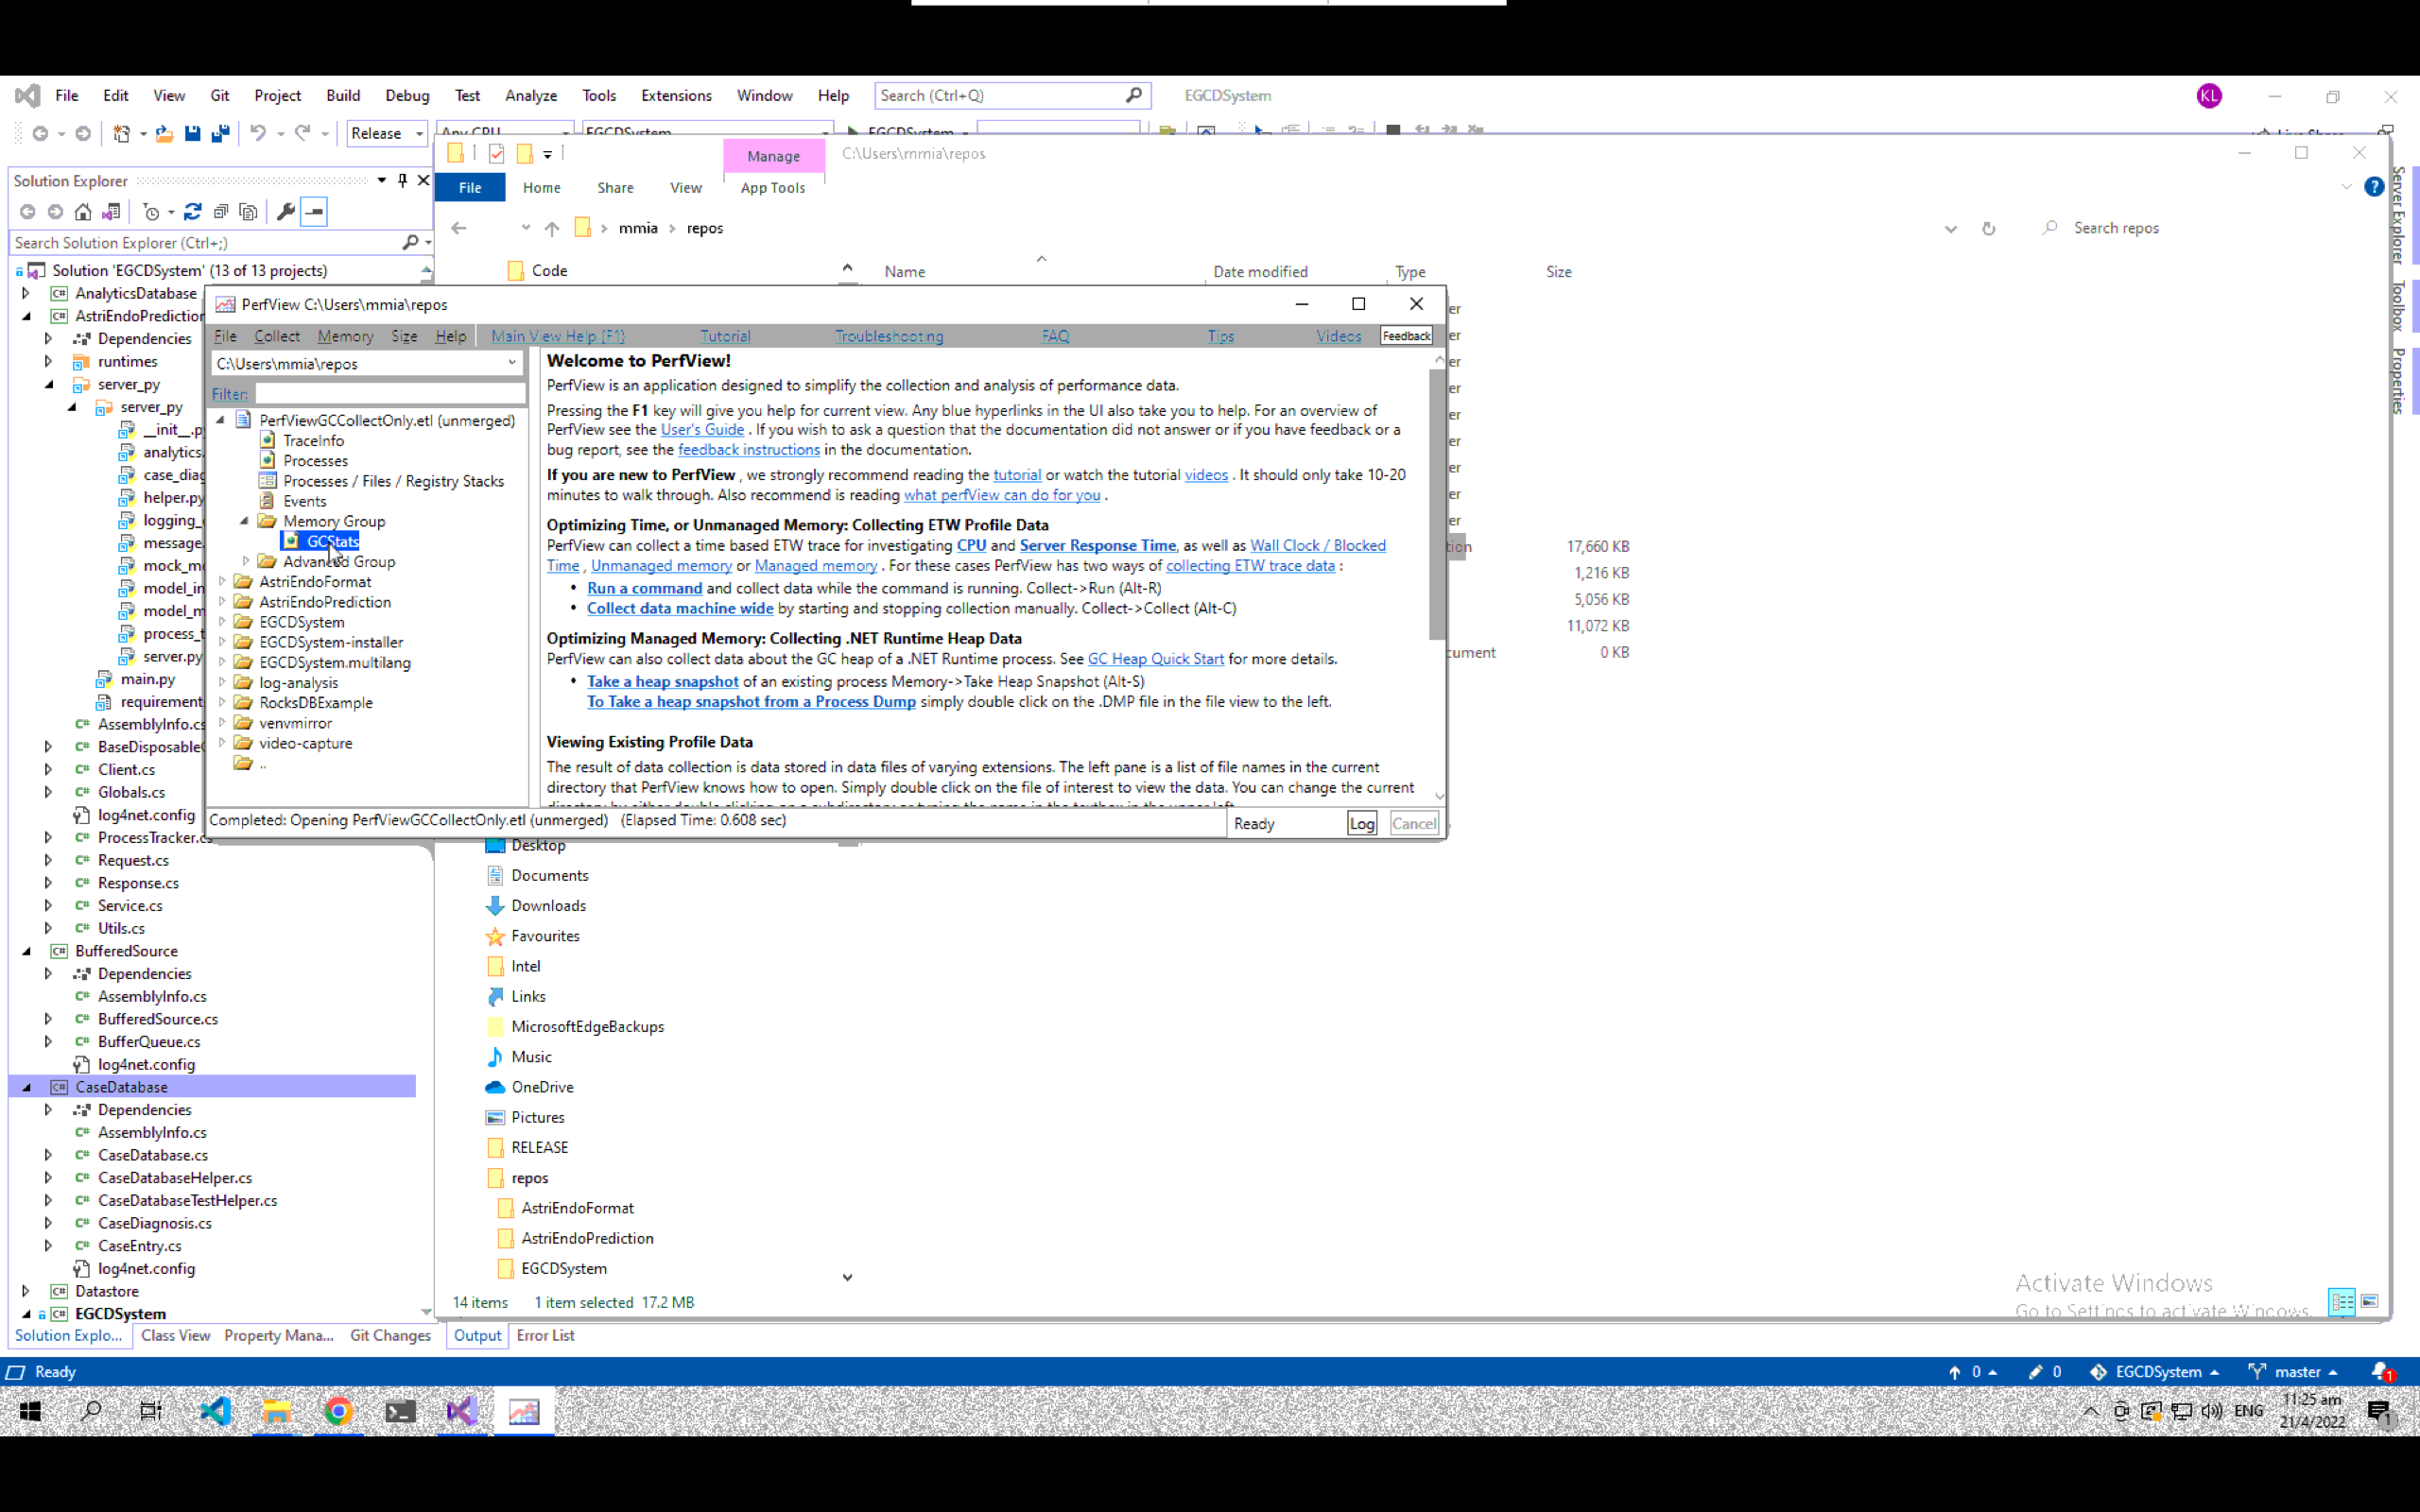 File Edit View Git Project Build Debug Test Analyze Tools Extensions Window Help Search (Ctrl+Q) EGCDSystem KL
Release Any CPU EGCDSystem EGCDSystem Live Share
Manage C:\Users\mmia\repos
File Home Share View App Tools
mmia repos Search repos
Code Name Date modified Type Size
Solution Explorer
Search Solution Explorer (Ctrl+;)
Solution 'EGCDSystem' (13 of 13 projects)
AnalyticsDatabase
AstriEndoPrediction
Dependencies
runtimes
server_py
server_py
__init__.p
analytics.
case_diag
helper.py
logging_
message.
mock_m
model_in
model_m
process_t
server.py
main.py
requirement
AssemblyInfo.cs
BaseDisposable
Client.cs
Globals.cs
log4net.config
ProcessTracker.cs
Request.cs
Response.cs
Service.cs
Utils.cs
BufferedSource
Dependencies
AssemblyInfo.cs
BufferedSource.cs
BufferQueue.cs
log4net.config
CaseDatabase
Dependencies
AssemblyInfo.cs
CaseDatabase.cs
CaseDatabaseHelper.cs
CaseDatabaseTestHelper.cs
CaseDiagnosis.cs
CaseEntry.cs
log4net.config
Datastore
EGCDSystem
Solution Explo... Class View Property Mana... Git Changes Output Error List
PerfView C:\Users\mmia\repos
File Collect Memory Size Help Main View Help (F1) Tutorial Troubleshooting FAQ Tips Videos Feedback
C:\Users\mmia\repos
Filter:
PerfViewGCCollectOnly.etl (unmerged)
TraceInfo
Processes
Processes / Files / Registry Stacks
Events
Memory Group
GCStats
Advanced Group
AstriEndoFormat
AstriEndoPrediction
EGCDSystem
EGCDSystem-installer
EGCDSystem.multilang
log-analysis
RocksDBExample
venvmirror
video-capture
..
Welcome to PerfView!
PerfView is an application designed to simplify the collection and analysis of performance data.
Pressing the F1 key will give you help for current view. Any blue hyperlinks in the UI also take you to help. For an overview of
PerfView see the User's Guide . If you wish to ask a question that the documentation did not answer or if you have feedback or a
bug report, see the feedback instructions in the documentation.
If you are new to PerfView , we strongly recommend reading the tutorial or watch the tutorial videos . It should only take 10-20
minutes to walk through. Also recommend is reading what perfView can do for you .
Optimizing Time, or Unmanaged Memory: Collecting ETW Profile Data
PerfView can collect a time based ETW trace for investigating CPU and Server Response Time, as well as Wall Clock / Blocked
Time , Unmanaged memory or Managed memory . For these cases PerfView has two ways of collecting ETW trace data :
• Run a command and collect data while the command is running. Collect->Run (Alt-R)
• Collect data machine wide by starting and stopping collection manually. Collect->Collect (Alt-C)
Optimizing Managed Memory: Collecting .NET Runtime Heap Data
PerfView can also collect data about the GC heap of a .NET Runtime process. See GC Heap Quick Start for more details.
• Take a heap snapshot of an existing process Memory->Take Heap Snapshot (Alt-S)
To Take a heap snapshot from a Process Dump simply double click on the .DMP file in the file view to the left.
Viewing Existing Profile Data
The result of data collection is data stored in data files of varying extensions. The left pane is a list of file names in the current
directory that PerfView knows how to open. Simply double click on the file of interest to view the data. You can change the current
Completed: Opening PerfViewGCCollectOnly.etl (unmerged) (Elapsed Time: 0.608 sec) Ready Log Cancel
er
er
er
er
er
er
er
er
er
tion 17,660 KB
1,216 KB
5,056 KB
11,072 KB
cument 0 KB
Desktop
Documents
Downloads
Favourites
Intel
Links
MicrosoftEdgeBackups
Music
OneDrive
Pictures
RELEASE
repos
AstriEndoFormat
AstriEndoPrediction
EGCDSystem
14 items 1 item selected 17.2 MB
Server Explorer
Toolbox
Properties
Activate Windows
Go to Settings to activate Windows.
Ready 0 0 EGCDSystem master 1
ENG 11:25 am
21/4/2022 1